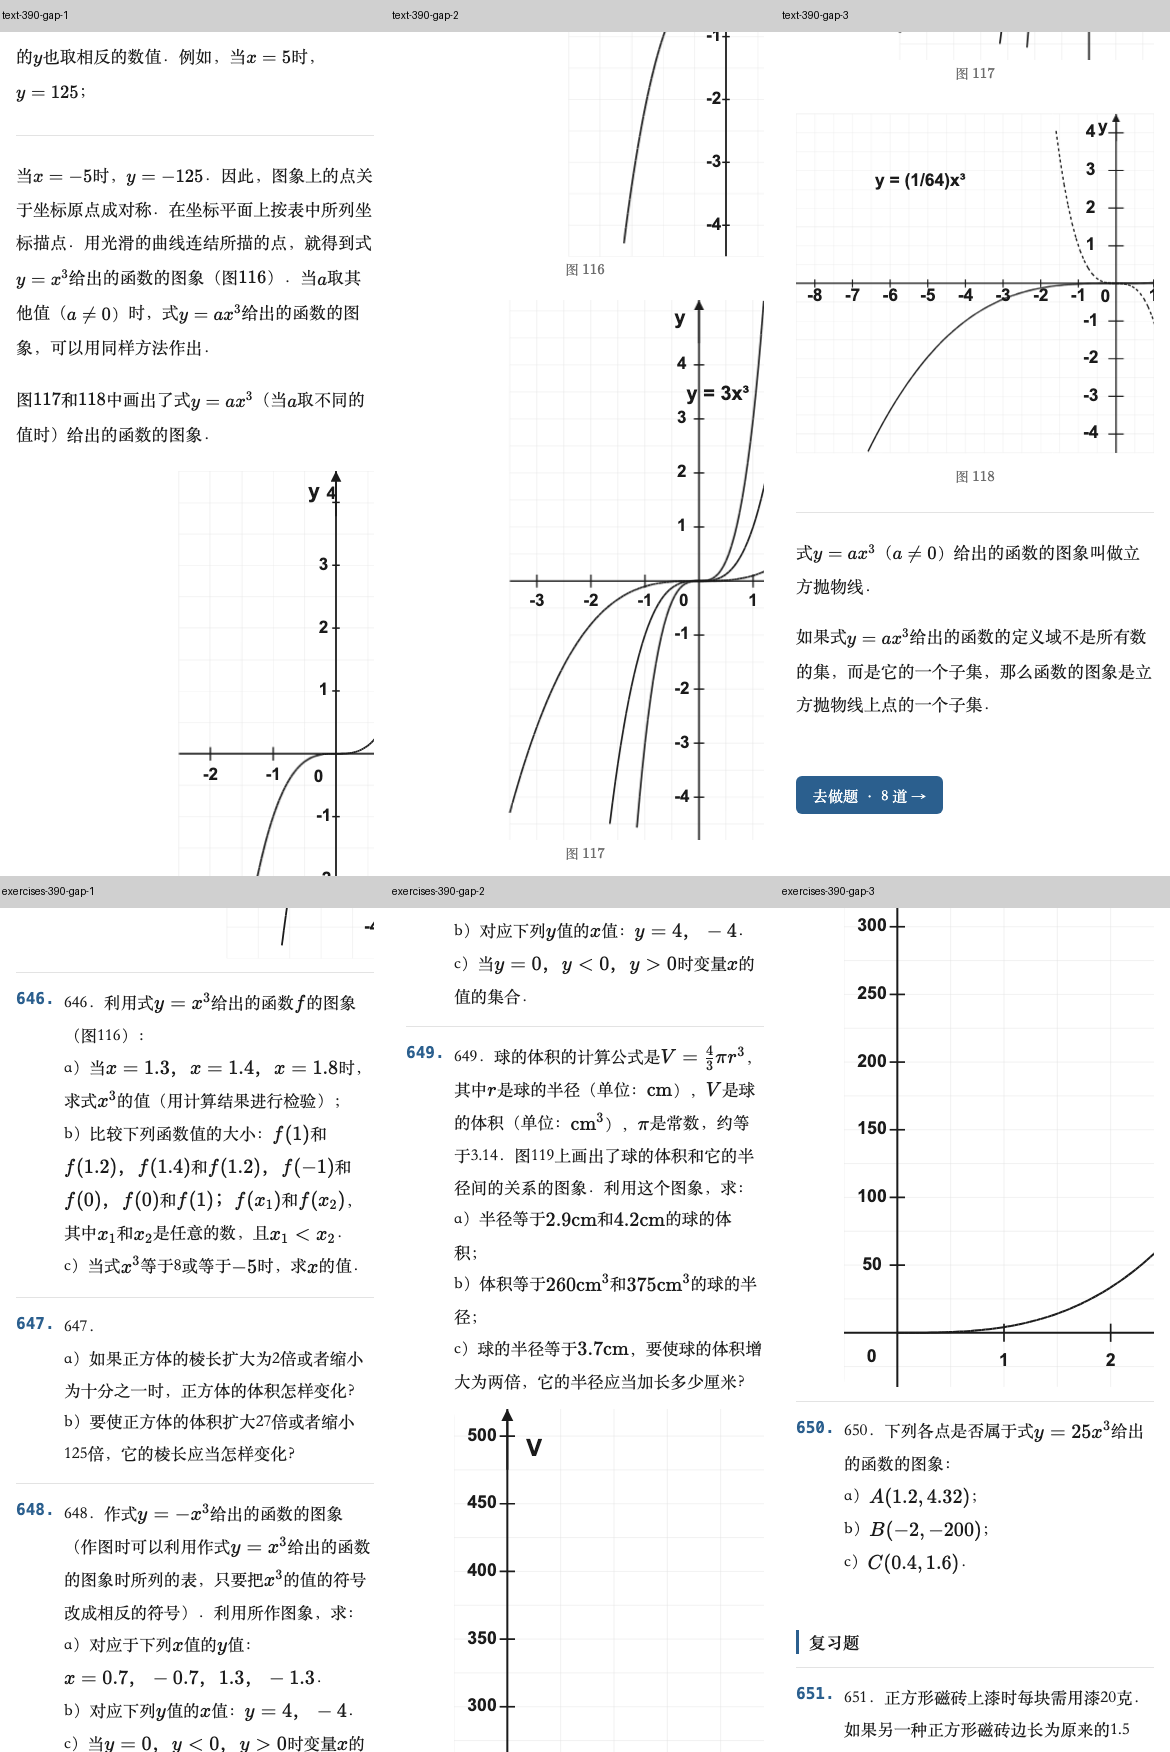 text-390-gap-1
的y也取相反的数值．例如，当x = 5时，
y = 125；
当x = −5时，y = −125．因此，图象上的点关
于坐标原点成对称．在坐标平面上按表中所列坐
标描点．用光滑的曲线连结所描的点，就得到式
y = x³给出的函数的图象（图116）．当a取其
他值（a ≠ 0）时，式y = ax³给出的函数的图
象，可以用同样方法作出．
图117和118中画出了式y = ax³（当a取不同的
值时）给出的函数的图象．
y 4
3
2
1
-2 -1 0
-1
text-390-gap-2
-1
-2
-3
-4
图 116
y
4
y = 3x³
3
2
1
-3 -2 -1 0 1
-1
-2
-3
-4
图 117
text-390-gap-3
图 117
4 y
y = (1/64)x³
3
2
1
-8 -7 -6 -5 -4 -3 -2 -1 0 1
-1
-2
-3
-4
图 118
式y = ax³（a ≠ 0）给出的函数的图象叫做立
方抛物线．
如果式y = ax³给出的函数的定义域不是所有数
的集，而是它的一个子集，那么函数的图象是立
方抛物线上点的一个子集．
去做题 · 8 道 →
exercises-390-gap-1
-4
646. 646．利用式y = x³给出的函数f的图象
（图116）：
a）当x = 1.3，x = 1.4，x = 1.8时，
求式x³的值（用计算结果进行检验）；
b）比较下列函数值的大小：f(1)和
f(1.2)，f(1.4)和f(1.2)，f(−1)和
f(0)，f(0)和f(1)；f(x₁)和f(x₂)，
其中x₁和x₂是任意的数，且x₁ < x₂．
c）当式x³等于8或等于−5时，求x的值．
647. 647．
a）如果正方体的棱长扩大为2倍或者缩小
为十分之一时，正方体的体积怎样变化？
b）要使正方体的体积扩大27倍或者缩小
125倍，它的棱长应当怎样变化？
648. 648．作式y = −x³给出的函数的图象
（作图时可以利用作式y = x³给出的函数
的图象时所列的表，只要把x³的值的符号
改成相反的符号）．利用所作图象，求：
a）对应于下列x值的y值：
x = 0.7，−0.7，1.3，−1.3．
b）对应下列y值的x值：y = 4，−4．
c）当y = 0，y < 0，y > 0时变量x的
exercises-390-gap-2
b）对应下列y值的x值：y = 4，−4．
c）当y = 0，y < 0，y > 0时变量x的
值的集合．
649. 649．球的体积的计算公式是V = 4/3 πr³，
其中r是球的半径（单位：cm），V是球
的体积（单位：cm³），π是常数，约等
于3.14．图119上画出了球的体积和它的半
径间的关系的图象．利用这个图象，求：
a）半径等于2.9cm和4.2cm的球的体
积；
b）体积等于260cm³和375cm³的球的半
径；
c）球的半径等于3.7cm，要使球的体积增
大为两倍，它的半径应当加长多少厘米？
500 V
450
400
350
300
exercises-390-gap-3
300
250
200
150
100
50
0 1 2
650. 650．下列各点是否属于式y = 25x³给出
的函数的图象：
a）A(1.2, 4.32)；
b）B(−2, −200)；
c）C(0.4, 1.6)．
复习题
651. 651．正方形磁砖上漆时每块需用漆20克．
如果另一种正方形磁砖边长为原来的1.5